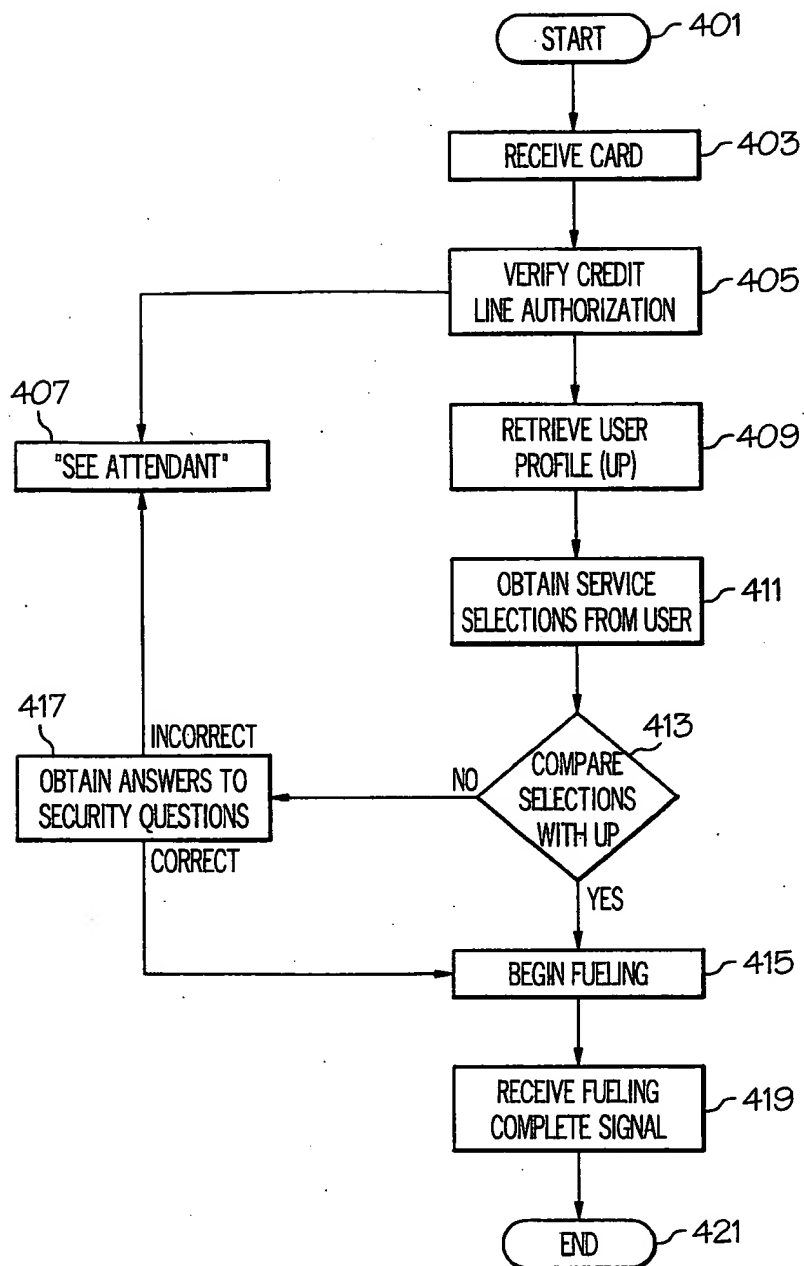 START
401
RECEIVE CARD
403
VERIFY CREDIT
LINE AUTHORIZATION
405
407
"SEE ATTENDANT"
RETRIEVE USER
PROFILE (UP)
409
OBTAIN SERVICE
SELECTIONS FROM USER
411
413
COMPARE
SELECTIONS
WITH UP
NO
YES
417
INCORRECT
OBTAIN ANSWERS TO
SECURITY QUESTIONS
CORRECT
BEGIN FUELING
415
RECEIVE FUELING
COMPLETE SIGNAL
419
END
421